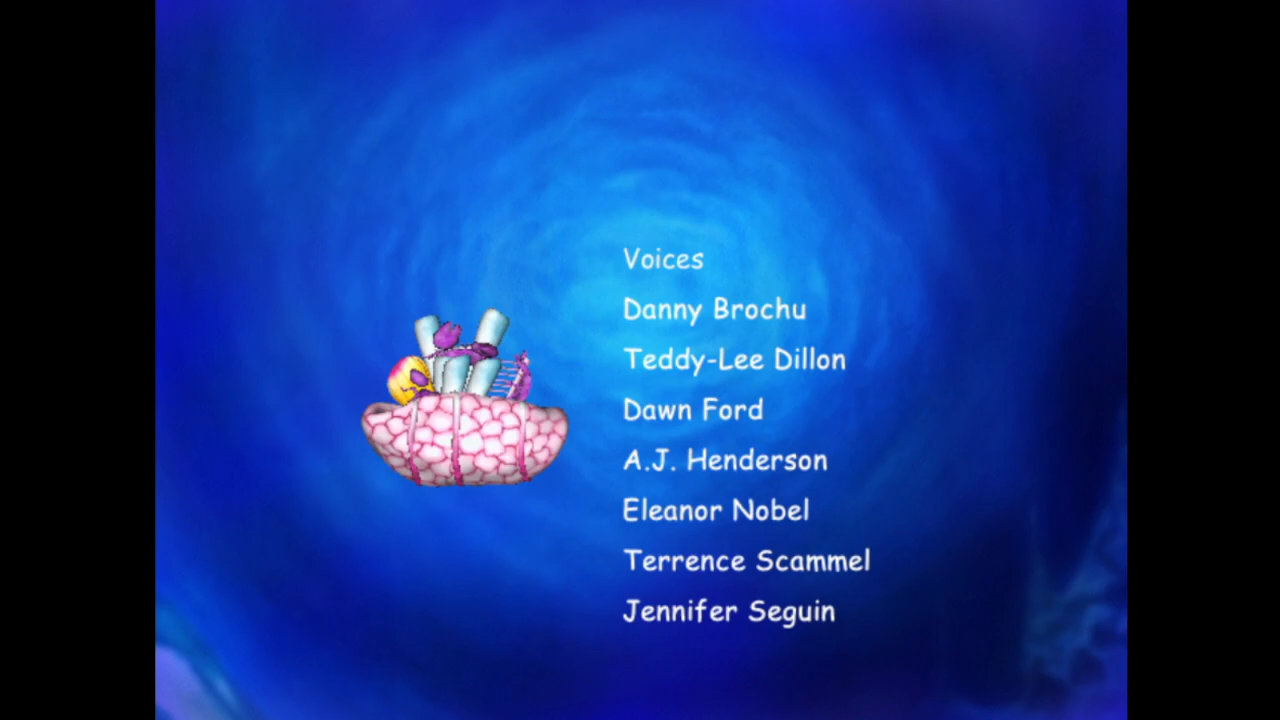 Voices
Danny Brochu
Teddy-Lee Dillon
Dawn Ford
A.J. Henderson
Eleanor Nobel
Terrence Scammel
Jennifer Seguin